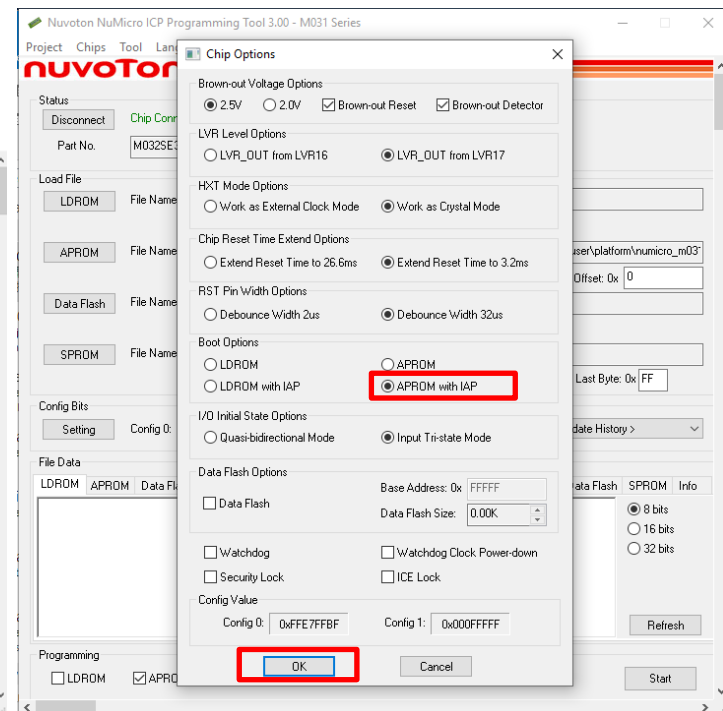 Nuvoton NuMicro ICP Programming Tool 3.00 - M031 Series
Project Chips Tool
nuvoTon
Status
Disconnect
Part No. M032SE3
Load File
LDROM File Name
APROM File Name
user\platform\numicro_m03
Offset: 0x 0
Data Flash File Name
SPROM File Name
Last Byte: 0x FF
Config Bits
Setting Config 0:
File Data
LDROM APROM
SPROM Info
8 bits
16 bits
32 bits
Refresh
Programming
LDROM
Start
Chip Options
Brown-out Voltage Options
2.5V 2.0V Brown-out Reset Brown-out Detector
LVR Level Options
LVR_OUT from LVR16 LVR_OUT from LVR17
HXT Mode Options
Work as External Clock Mode Work as Crystal Mode
Chip Reset Time Extend Options
Extend Reset Time to 26.6ms Extend Reset Time to 3.2ms
RST Pin Width Options
Debounce Width 2us Debounce Width 32us
Boot Options
LDROM APROM
LDROM with IAP APROM with IAP
I/O Initial State Options
Quasi-bidirectional Mode Input Tri-state Mode
Data Flash Options
Data Flash
Base Address: 0x FFFFF
Data Flash Size: 0.00K
Watchdog Watchdog Clock Power-down
Security Lock ICE Lock
Config Value
Config 0: 0xFFE7FFBF Config 1: 0x000FFFFF
OK Cancel